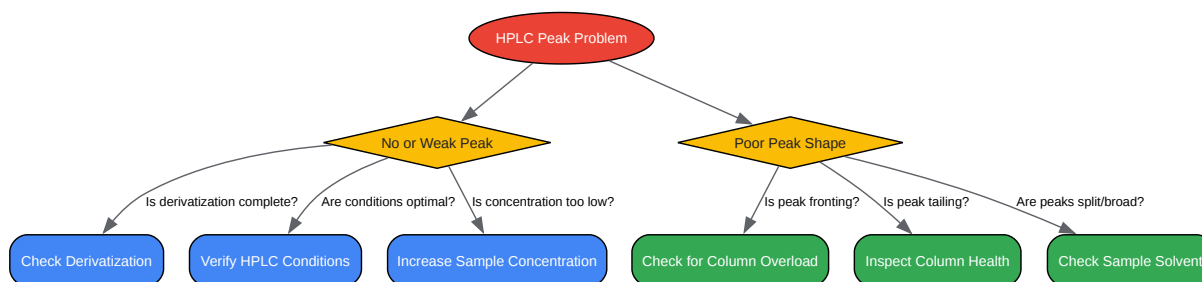 HPLC Peak Problem
No or Weak Peak
Poor Peak Shape
Is derivatization complete?
Are conditions optimal?
Is concentration too low?
Is peak fronting?
Is peak tailing?
Are peaks split/broad?
Check Derivatization
Verify HPLC Conditions
Increase Sample Concentration
Check for Column Overload
Inspect Column Health
Check Sample Solvent